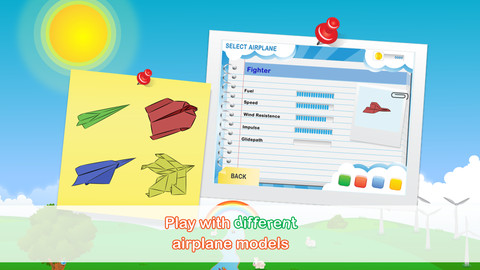 SELECT AIRPLANE
Fighter
Fuel
Speed
Wind Resistence
Impulse
Glidepath
BACK
Play with different
airplane models